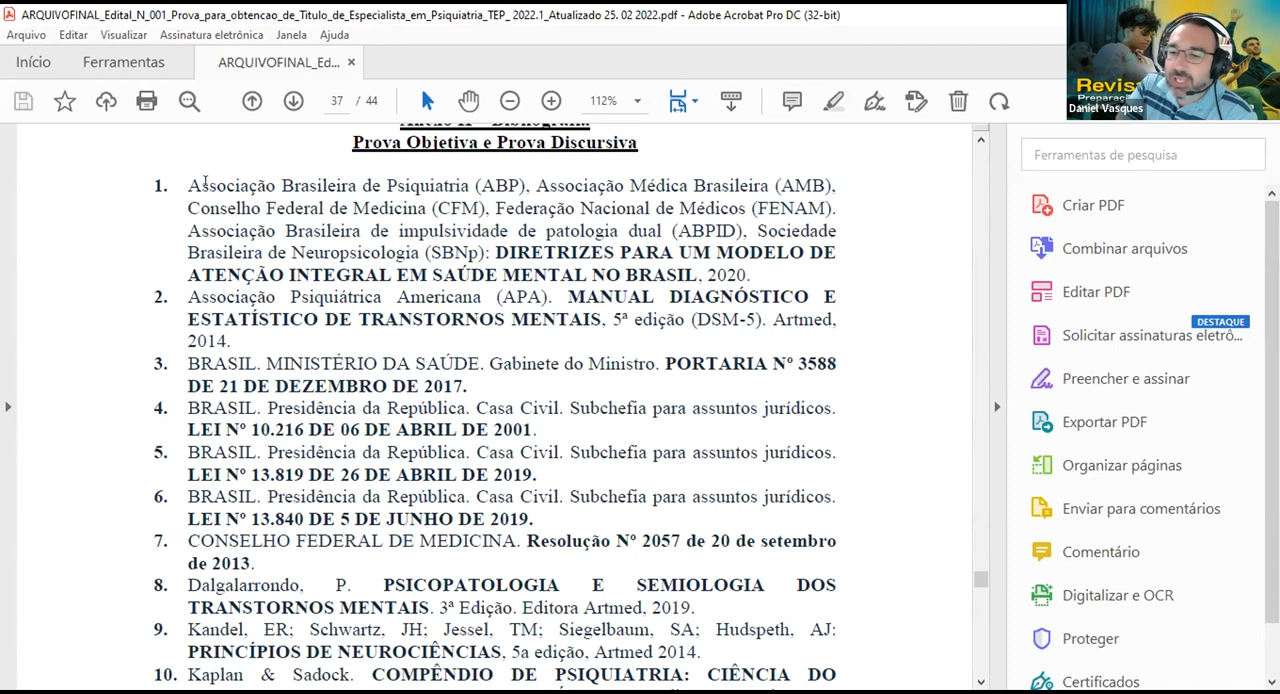 ARQUIVOFINAL_Edital_N_001_Prova_para_obtencao_de_Titulo_de_Especialista_em_Psiquiatria_TEP_ 2022.1_Atualizado 25. 02 2022.pdf - Adobe Acrobat Pro DC (32-bit)
Arquivo Editar Visualizar Assinatura eletrônica Janela Ajuda
Início Ferramentas ARQUIVOFINAL_Ed... ×
37 / 44 112%
Revis
Preparaçã
Daniel Vasques
Prova Objetiva e Prova Discursiva
1. Associação Brasileira de Psiquiatria (ABP), Associação Médica Brasileira (AMB),
Conselho Federal de Medicina (CFM), Federação Nacional de Médicos (FENAM).
Associação Brasileira de impulsividade de patologia dual (ABPID), Sociedade
Brasileira de Neuropsicologia (SBNp): DIRETRIZES PARA UM MODELO DE
ATENÇÃO INTEGRAL EM SAÚDE MENTAL NO BRASIL, 2020.
2. Associação Psiquiátrica Americana (APA). MANUAL DIAGNÓSTICO E
ESTATÍSTICO DE TRANSTORNOS MENTAIS, 5ª edição (DSM-5). Artmed,
2014.
3. BRASIL. MINISTÉRIO DA SAÚDE. Gabinete do Ministro. PORTARIA Nº 3588
DE 21 DE DEZEMBRO DE 2017.
4. BRASIL. Presidência da República. Casa Civil. Subchefia para assuntos jurídicos.
LEI Nº 10.216 DE 06 DE ABRIL DE 2001.
5. BRASIL. Presidência da República. Casa Civil. Subchefia para assuntos jurídicos.
LEI Nº 13.819 DE 26 DE ABRIL DE 2019.
6. BRASIL. Presidência da República. Casa Civil. Subchefia para assuntos jurídicos.
LEI Nº 13.840 DE 5 DE JUNHO DE 2019.
7. CONSELHO FEDERAL DE MEDICINA. Resolução Nº 2057 de 20 de setembro
de 2013.
8. Dalgalarrondo, P. PSICOPATOLOGIA E SEMIOLOGIA DOS
TRANSTORNOS MENTAIS. 3ª Edição. Editora Artmed, 2019.
9. Kandel, ER; Schwartz, JH; Jessel, TM; Siegelbaum, SA; Hudspeth, AJ:
PRINCÍPIOS DE NEUROCIÊNCIAS, 5a edição, Artmed 2014.
10. Kaplan & Sadock. COMPÊNDIO DE PSIQUIATRIA: CIÊNCIA DO
Ferramentas de pesquisa
Criar PDF
Combinar arquivos
Editar PDF
DESTAQUE
Solicitar assinaturas eletrô...
Preencher e assinar
Exportar PDF
Organizar páginas
Enviar para comentários
Comentário
Digitalizar e OCR
Proteger
Certificados